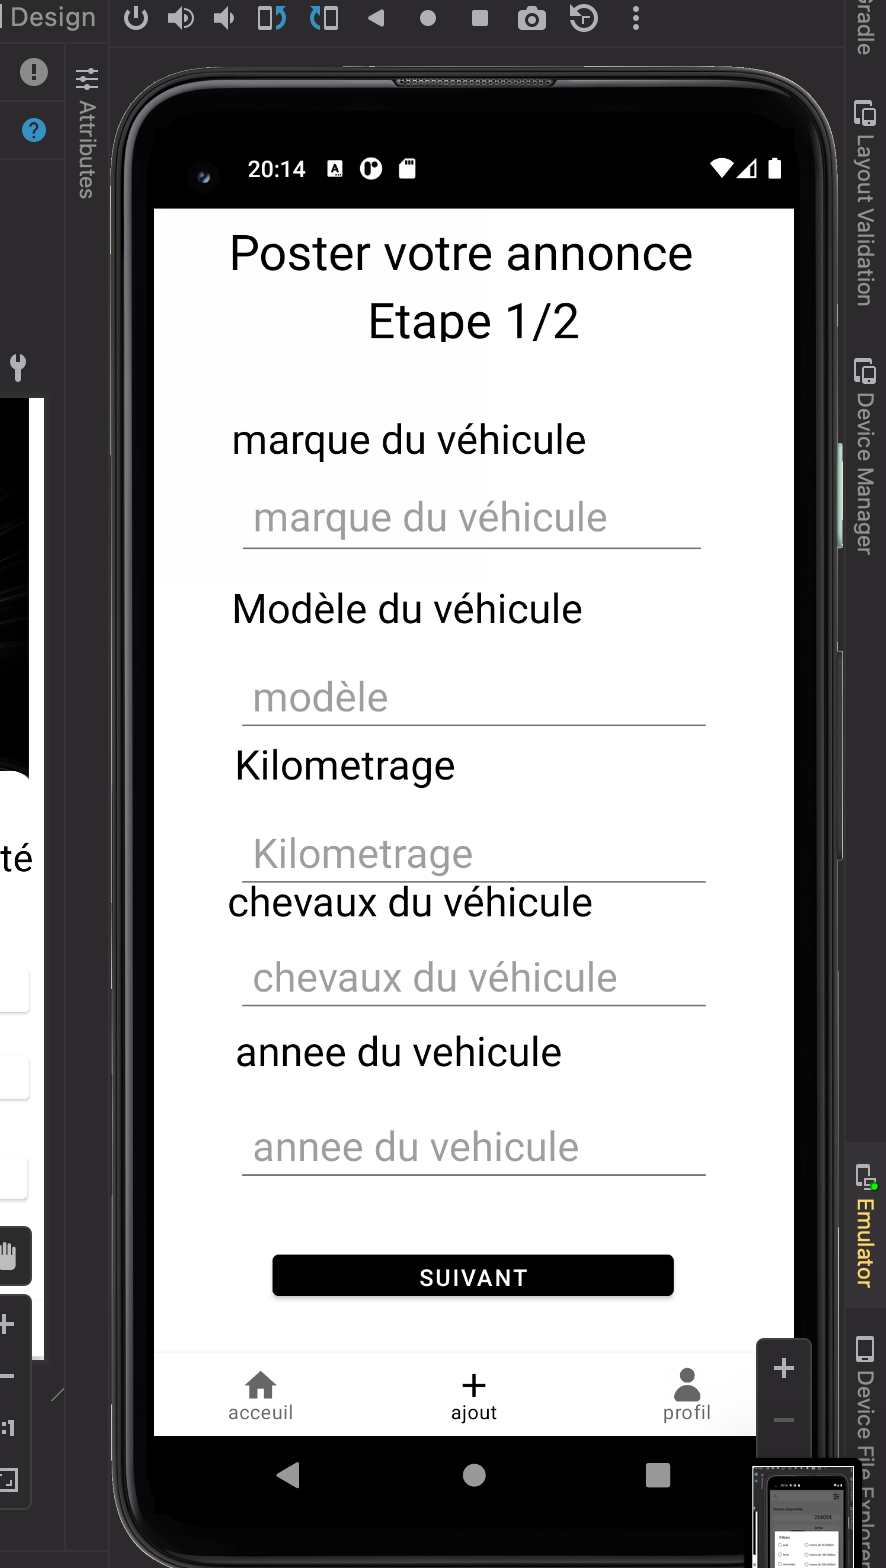 Design
Gradle
Attributes
Layout Validation
Device Manager
20:14
Poster votre annonce
Etape 1/2
marque du véhicule
marque du véhicule
Modèle du véhicule
modèle
Kilometrage
Kilometrage
té
chevaux du véhicule
chevaux du véhicule
annee du vehicule
annee du vehicule
Emulator
SUIVANT
:1
acceuil
ajout
profil
Device File Explorer